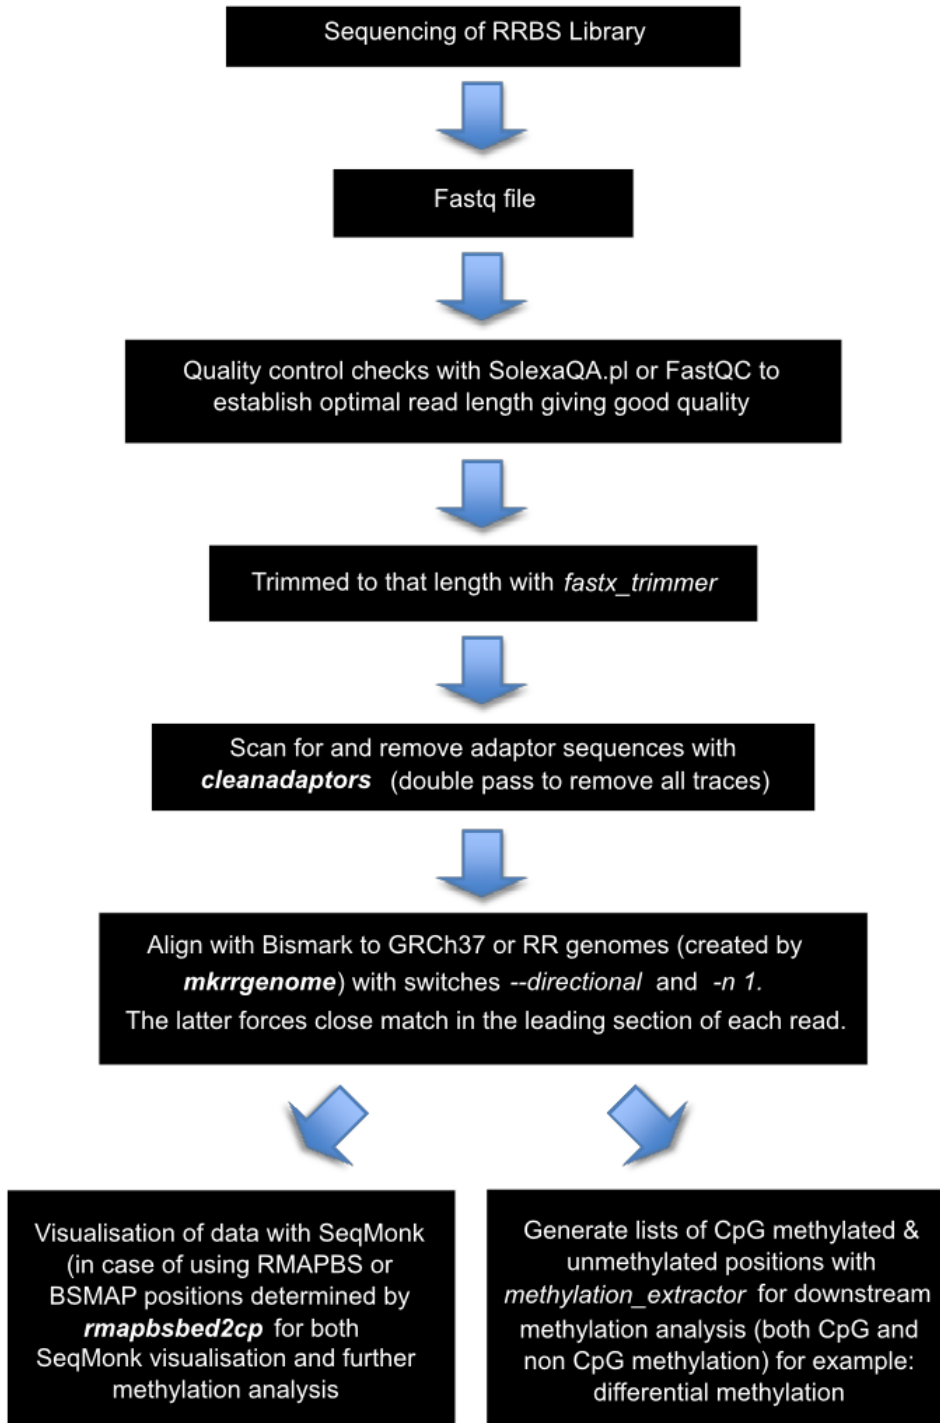 Sequencing of RRBS Library
Fastq file
Quality control checks with SolexaQA.pl or FastQC to
establish optimal read length giving good quality
Trimmed to that length with fastx_trimmer
Scan for and remove adaptor sequences with
cleanadaptors (double pass to remove all traces)
Align with Bismark to GRCh37 or RR genomes (created by
mkrrgenome) with switches --directional and -n 1.
The latter forces close match in the leading section of each read.
Visualisation of data with SeqMonk
(in case of using RMAPBS or
BSMAP positions determined by
rmapbsbed2cp for both
SeqMonk visualisation and further
methylation analysis
Generate lists of CpG methylated &
unmethylated positions with
methylation_extractor for downstream
methylation analysis (both CpG and
non CpG methylation) for example:
differential methylation